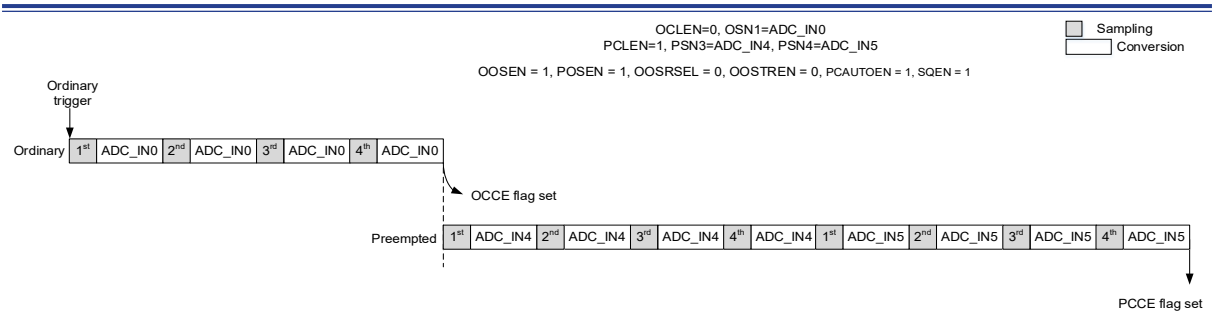 OCLEN=0, OSN1=ADC_IN0
PCLEN=1, PSN3=ADC_IN4, PSN4=ADC_IN5
OOSEN = 1, POSEN = 1, OOSRSEL = 0, OOSTREN = 0, PCAUTOEN = 1, SQEN = 1
Sampling
Conversion
Ordinary
trigger
Ordinary 1st ADC_IN0 2nd ADC_IN0 3rd ADC_IN0 4th ADC_IN0
OCCE flag set
Preempted 1st ADC_IN4 2nd ADC_IN4 3rd ADC_IN4 4th ADC_IN4 1st ADC_IN5 2nd ADC_IN5 3rd ADC_IN5 4th ADC_IN5
PCCE flag set